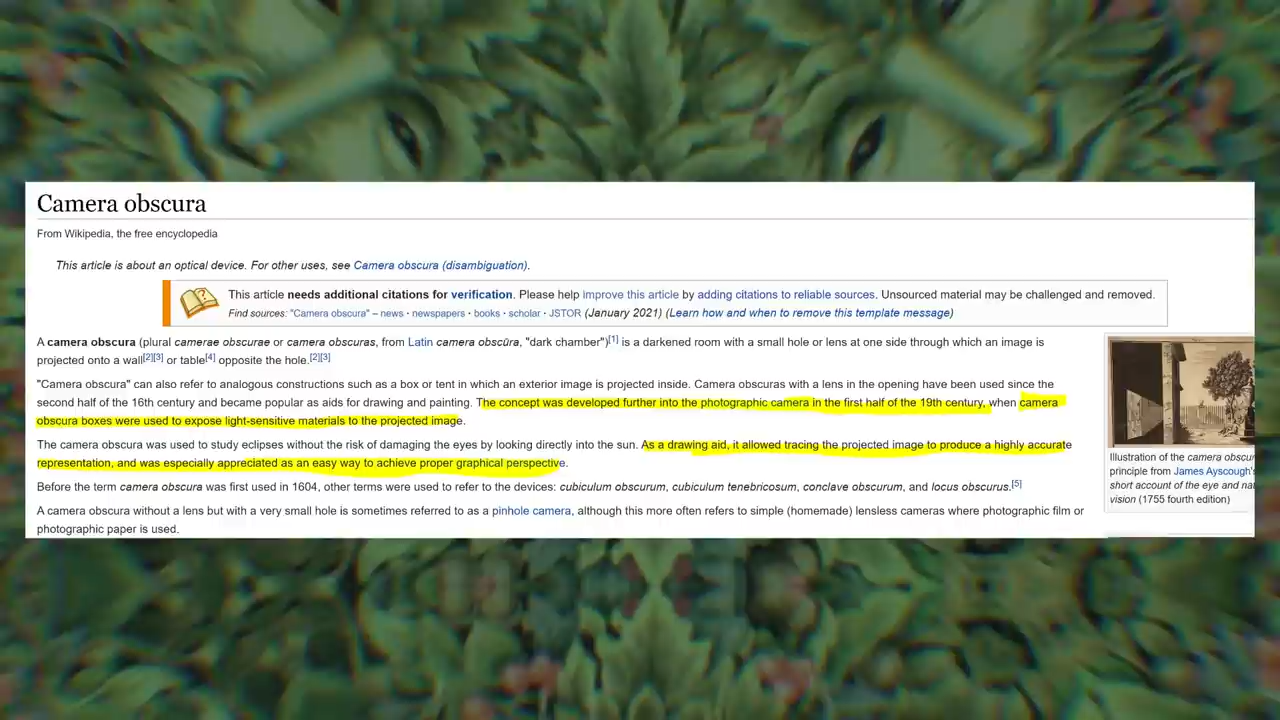 Camera obscura
From Wikipedia, the free encyclopedia
This article is about an optical device. For other uses, see Camera obscura (disambiguation).
This article needs additional citations for verification. Please help improve this article by adding citations to reliable sources. Unsourced material may be challenged and removed.
Find sources: "Camera obscura" – news · newspapers · books · scholar · JSTOR (January 2021) (Learn how and when to remove this template message)
A camera obscura (plural camerae obscurae or camera obscuras, from Latin camera obscūra, "dark chamber")[1] is a darkened room with a small hole or lens at one side through which an image is
projected onto a wall[2][3] or table[4] opposite the hole.[2][3]
"Camera obscura" can also refer to analogous constructions such as a box or tent in which an exterior image is projected inside. Camera obscuras with a lens in the opening have been used since the
second half of the 16th century and became popular as aids for drawing and painting. The concept was developed further into the photographic camera in the first half of the 19th century, when camera
obscura boxes were used to expose light-sensitive materials to the projected image.
The camera obscura was used to study eclipses without the risk of damaging the eyes by looking directly into the sun. As a drawing aid, it allowed tracing the projected image to produce a highly accurate
representation, and was especially appreciated as an easy way to achieve proper graphical perspective.
Before the term camera obscura was first used in 1604, other terms were used to refer to the devices: cubiculum obscurum, cubiculum tenebricosum, conclave obscurum, and locus obscurus.[5]
A camera obscura without a lens but with a very small hole is sometimes referred to as a pinhole camera, although this more often refers to simple (homemade) lensless cameras where photographic film or
photographic paper is used.
Illustration of the camera obscur
principle from James Ayscough's
short account of the eye and nat
vision (1755 fourth edition)